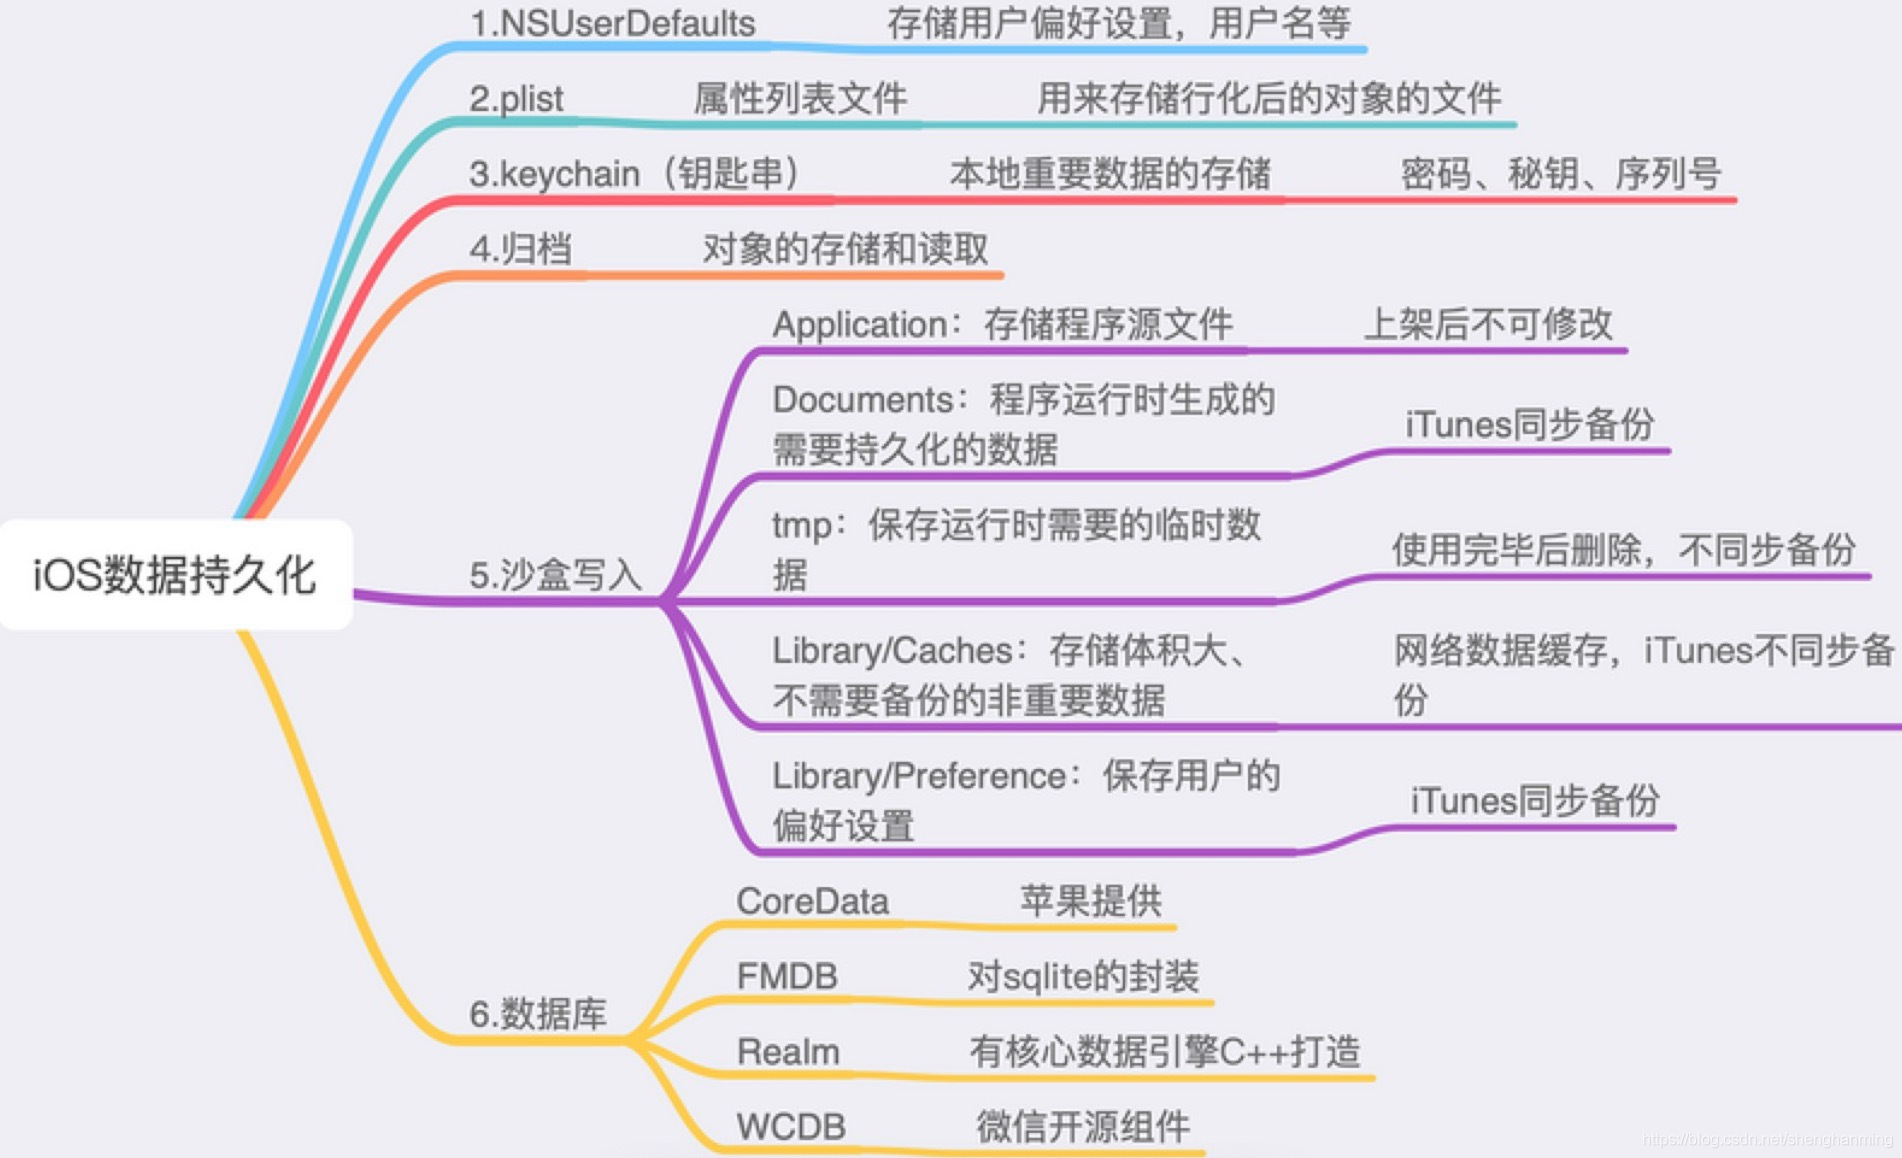 1.NSUserDefaults 存储用户偏好设置，用户名等
2.plist 属性列表文件 用来存储行化后的对象的文件
3.keychain（钥匙串） 本地重要数据的存储 密码、秘钥、序列号
4.归档 对象的存储和读取
iOS数据持久化
5.沙盒写入
Application：存储程序源文件 上架后不可修改
Documents：程序运行时生成的
需要持久化的数据
iTunes同步备份
tmp：保存运行时需要的临时数
据
使用完毕后删除，不同步备份
Library/Caches：存储体积大、
不需要备份的非重要数据
网络数据缓存，iTunes不同步备
份
Library/Preference：保存用户的
偏好设置
iTunes同步备份
6.数据库
CoreData 苹果提供
FMDB 对sqlite的封装
Realm 有核心数据引擎C++打造
WCDB 微信开源组件
https://blog.csdn.net/shenghanming